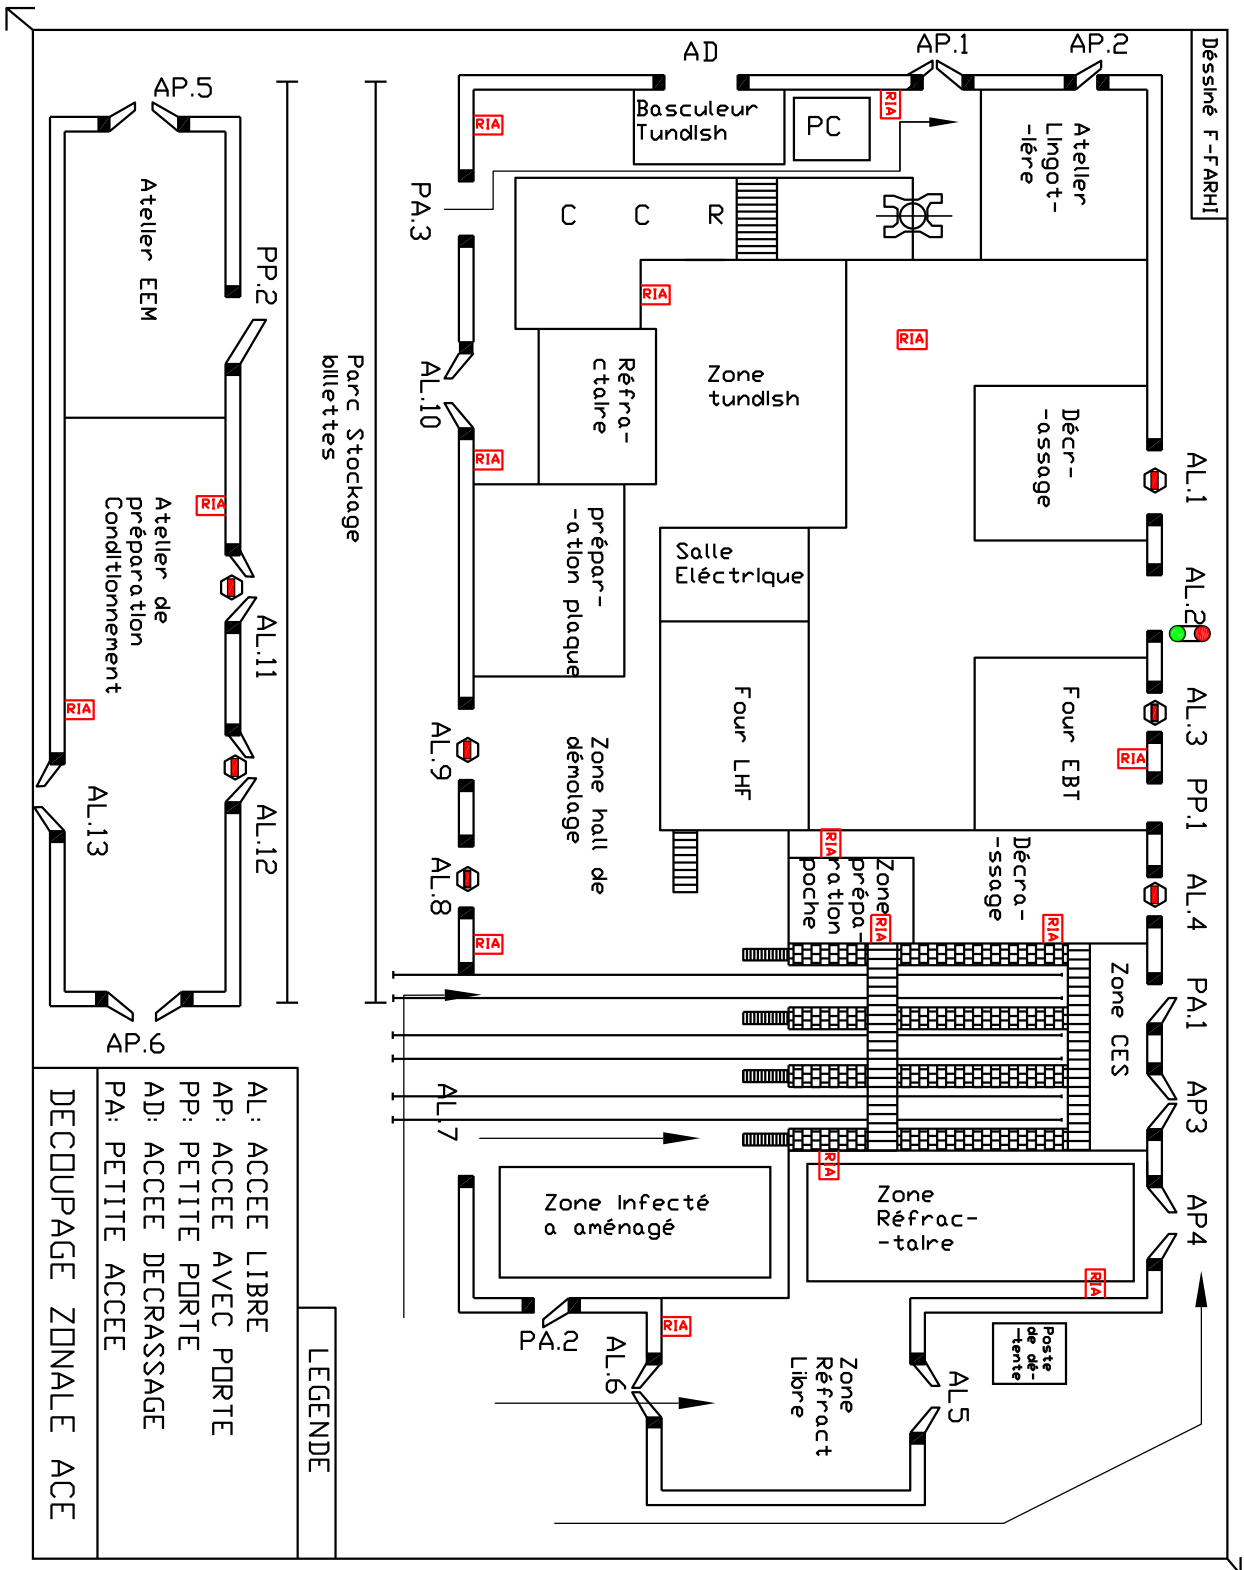 Déssiné F-FARHI
AD
AP.1
AP.2
AP.5
RIA
Basculeur
Tundish
PC
RIA
Atelier
Lingot-
-iére
PA.3
C C R
Atelier EEM
PP.2
RIA
RIA
Parc Stockage
billettes
AL.10
Réfra-
ctaire
Zone
tundish
Décr-
-assage
AL.1
RIA
RIA
Atelier de
préparation
Conditionnement
prépar-
-ation plaque
Salle
Eléctrique
AL.2
AL.11
RIA
AL.9
Zone hall de
démolage
Four LHF
Four EBT
AL.3
RIA
PP.1
AL.13
AL.12
AL.8
RIA
Zone
prépa-
ration
poche
Décra-
-ssage
AL.4
RIA
RIA
RIA
Zone CES
PA.1
AP.6
AL.7
AP3
RIA
Zone Infecté
a aménagé
Zone
Réfrac-
-taire
AP4
RIA
PA.2
RIA
AL.6
Zone
Réfract
Libre
AL5
Poste
de dé-
-tente
LEGENDE
AL: ACCEE LIBRE
AP: ACCEE AVEC PORTE
PP: PETITE PORTE
AD: ACCEE DECRASSAGE
PA: PETITE ACCEE
DECOUPAGE ZONALE ACE